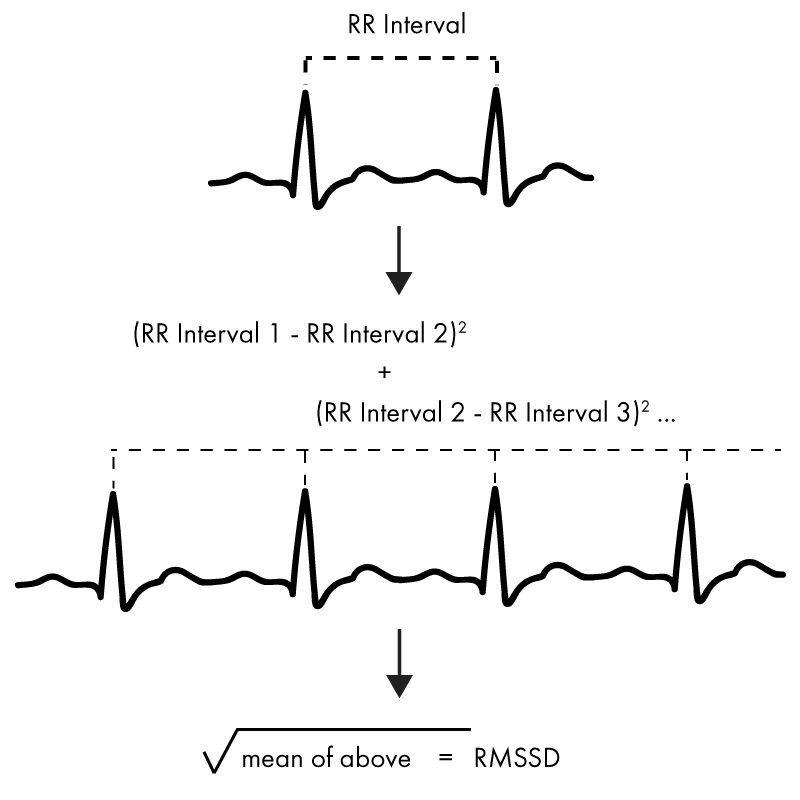 RR Interval
(RR Interval 1 - RR Interval 2)²
+
(RR Interval 2 - RR Interval 3)² ...
√mean of above = RMSSD